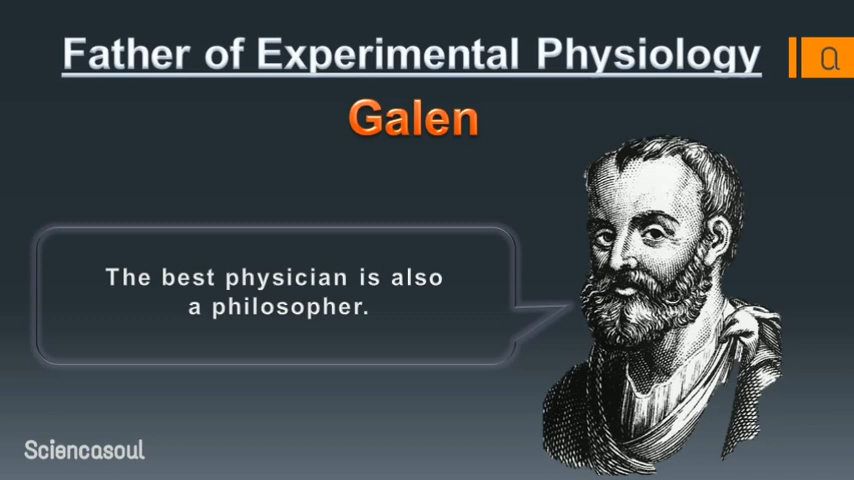 Father of Experimental Physiology
a
Galen
The best physician is also
a philosopher.
Sciencasoul